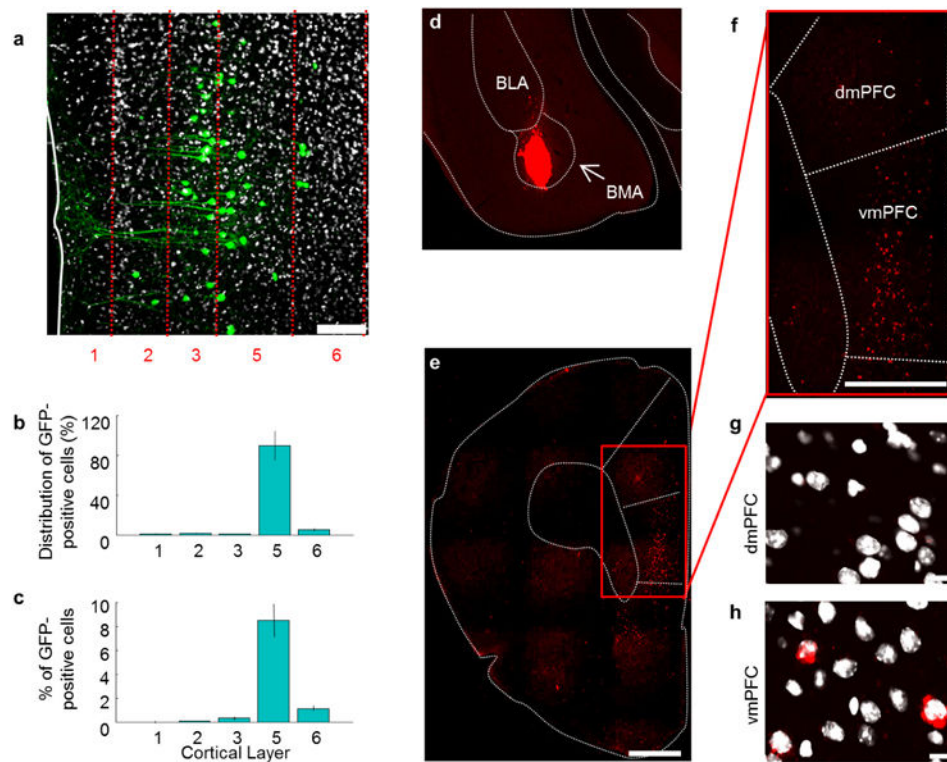 a
1 2 3 5 6
b
Distribution of GFP-
positive cells (%)
120
80
40
0
1 2 3 5 6
c
% of GFP-
positive cells
10
8
6
4
2
0
1 2 3 5 6
Cortical Layer
d
BLA
BMA
e
f
dmPFC
vmPFC
g
dmPFC
h
vmPFC